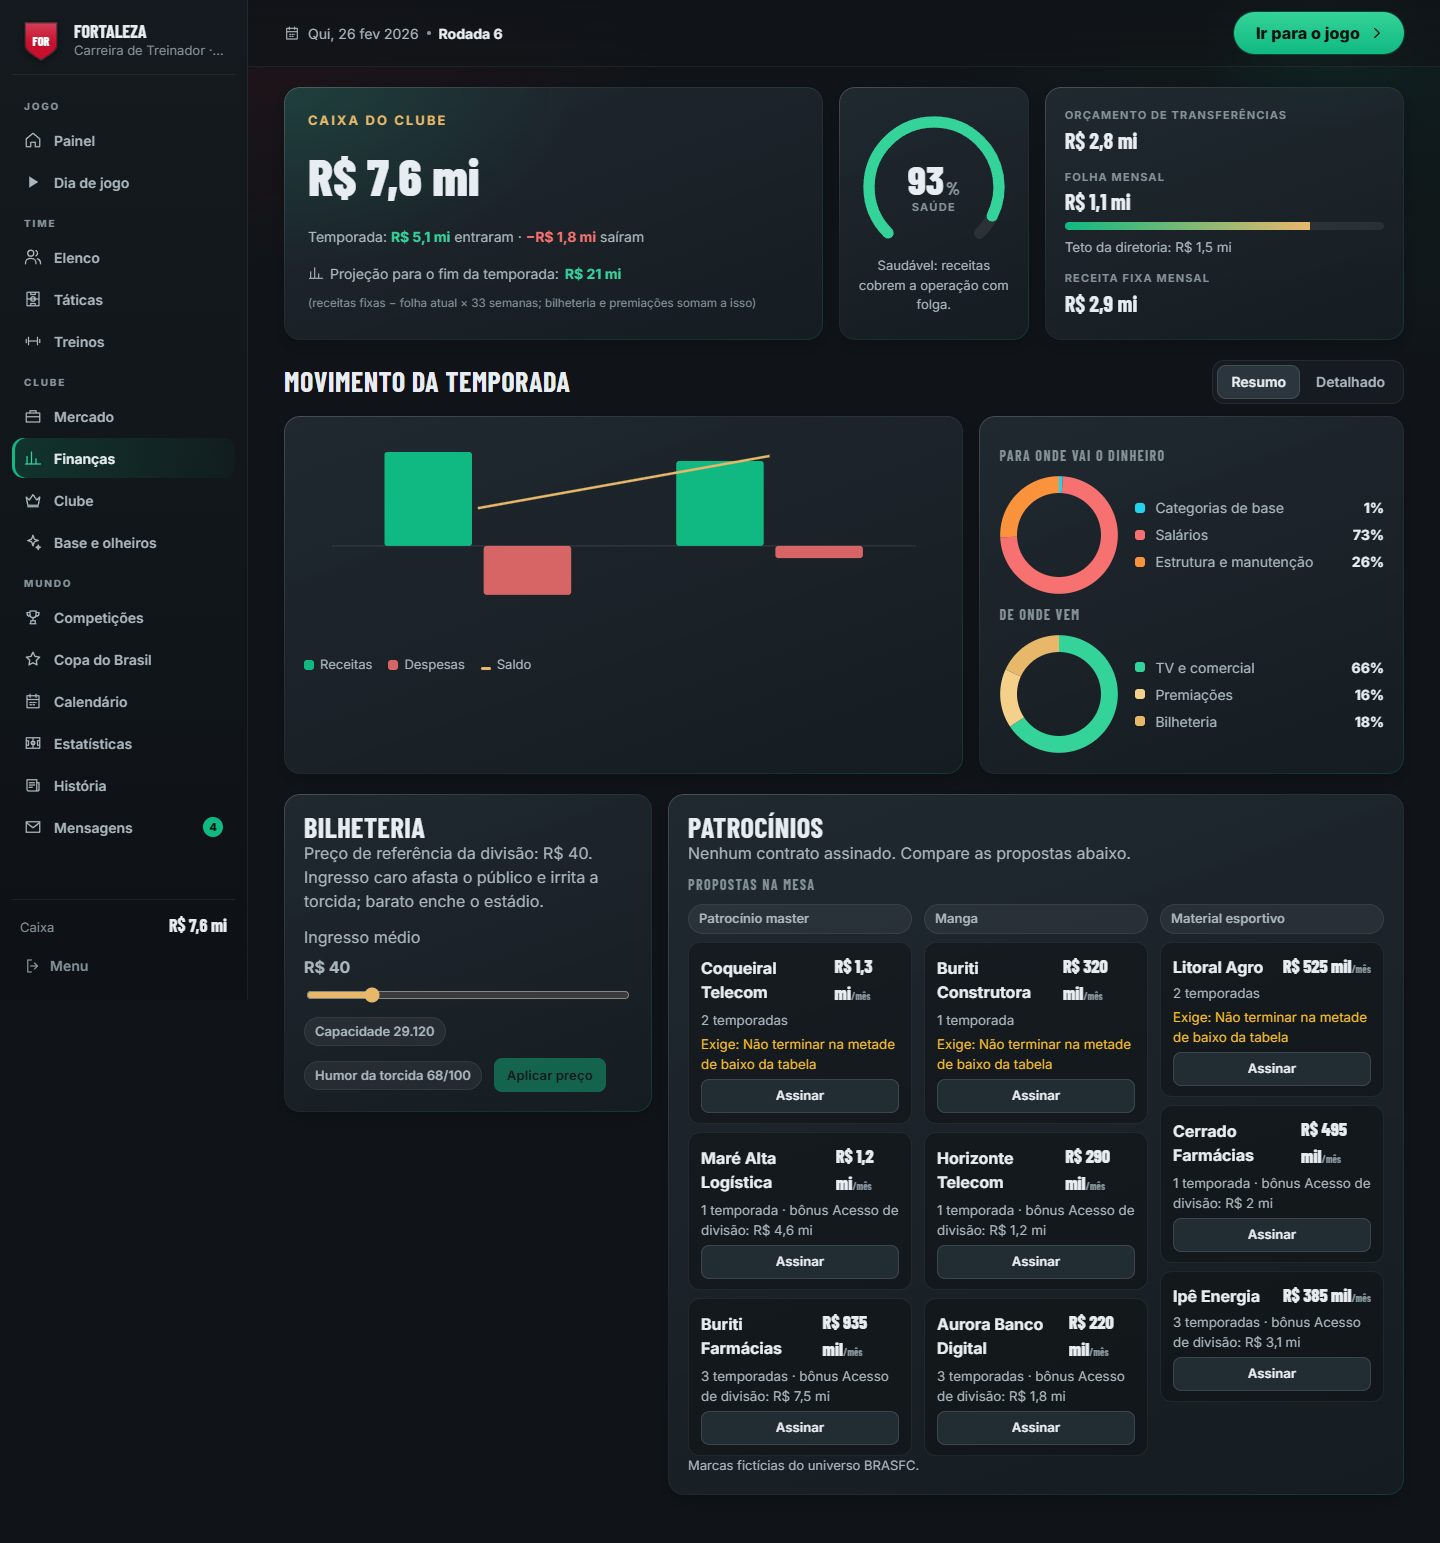 FOR
FORTALEZA
Carreira de Treinador ·...
JOGO
Painel
Dia de jogo
TIME
Elenco
Táticas
Treinos
CLUBE
Mercado
Finanças
Clube
Base e olheiros
MUNDO
Competições
Copa do Brasil
Calendário
Estatísticas
História
Mensagens 4
Caixa R$ 7,6 mi
Menu
Qui, 26 fev 2026 • Rodada 6
Ir para o jogo
CAIXA DO CLUBE
R$ 7,6 mi
Temporada: R$ 5,1 mi entraram · −R$ 1,8 mi saíram
Projeção para o fim da temporada: R$ 21 mi
(receitas fixas − folha atual × 33 semanas; bilheteria e premiações somam a isso)
93%
SAÚDE
Saudável: receitas
cobrem a operação com
folga.
ORÇAMENTO DE TRANSFERÊNCIAS
R$ 2,8 mi
FOLHA MENSAL
R$ 1,1 mi
Teto da diretoria: R$ 1,5 mi
RECEITA FIXA MENSAL
R$ 2,9 mi
MOVIMENTO DA TEMPORADA
Resumo Detalhado
Receitas Despesas Saldo
PARA ONDE VAI O DINHEIRO
Categorias de base 1%
Salários 73%
Estrutura e manutenção 26%
DE ONDE VEM
TV e comercial 66%
Premiações 16%
Bilheteria 18%
BILHETERIA
Preço de referência da divisão: R$ 40.
Ingresso caro afasta o público e irrita a
torcida; barato enche o estádio.
Ingresso médio
R$ 40
Capacidade 29.120
Humor da torcida 68/100
Aplicar preço
PATROCÍNIOS
Nenhum contrato assinado. Compare as propostas abaixo.
PROPOSTAS NA MESA
Patrocínio master
Coqueiral
Telecom
R$ 1,3
mi/mês
2 temporadas
Exige: Não terminar na metade
de baixo da tabela
Assinar
Maré Alta
Logística
R$ 1,2
mi/mês
1 temporada · bônus Acesso de
divisão: R$ 4,6 mi
Assinar
Buriti
Farmácias
R$ 935
mil/mês
3 temporadas · bônus Acesso
de divisão: R$ 7,5 mi
Assinar
Manga
Buriti
Construtora
R$ 320
mil/mês
1 temporada
Exige: Não terminar na metade
de baixo da tabela
Assinar
Horizonte
Telecom
R$ 290
mil/mês
1 temporada · bônus Acesso de
divisão: R$ 1,2 mi
Assinar
Aurora Banco
Digital
R$ 220
mil/mês
3 temporadas · bônus Acesso
de divisão: R$ 1,8 mi
Assinar
Material esportivo
Litoral Agro R$ 525 mil/mês
2 temporadas
Exige: Não terminar na metade
de baixo da tabela
Assinar
Cerrado
Farmácias
R$ 495
mil/mês
1 temporada · bônus Acesso de
divisão: R$ 2 mi
Assinar
Ipê Energia R$ 385 mil/mês
3 temporadas · bônus Acesso
de divisão: R$ 3,1 mi
Assinar
Marcas fictícias do universo BRASFC.